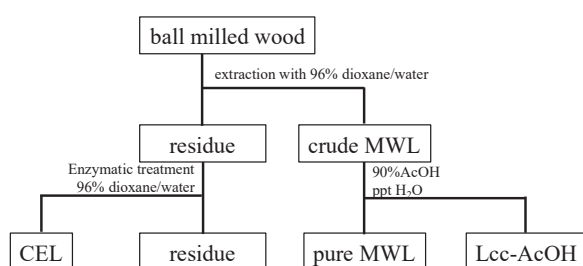 ball milled wood
extraction with 96% dioxane/water
residue
crude MWL
Enzymatic treatment
96% dioxane/water
90%AcOH
ppt H₂O
CEL
residue
pure MWL
Lcc-AcOH